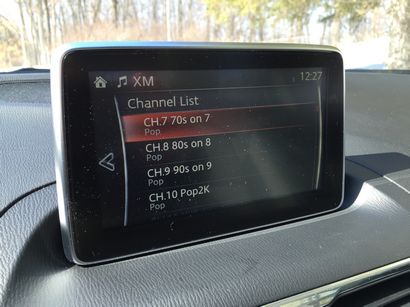 XM 12:27
Channel List
CH.7 70s on 7
Pop
CH.8 80s on 8
Pop
CH.9 90s on 9
Pop
CH.10 Pop2K
Pop